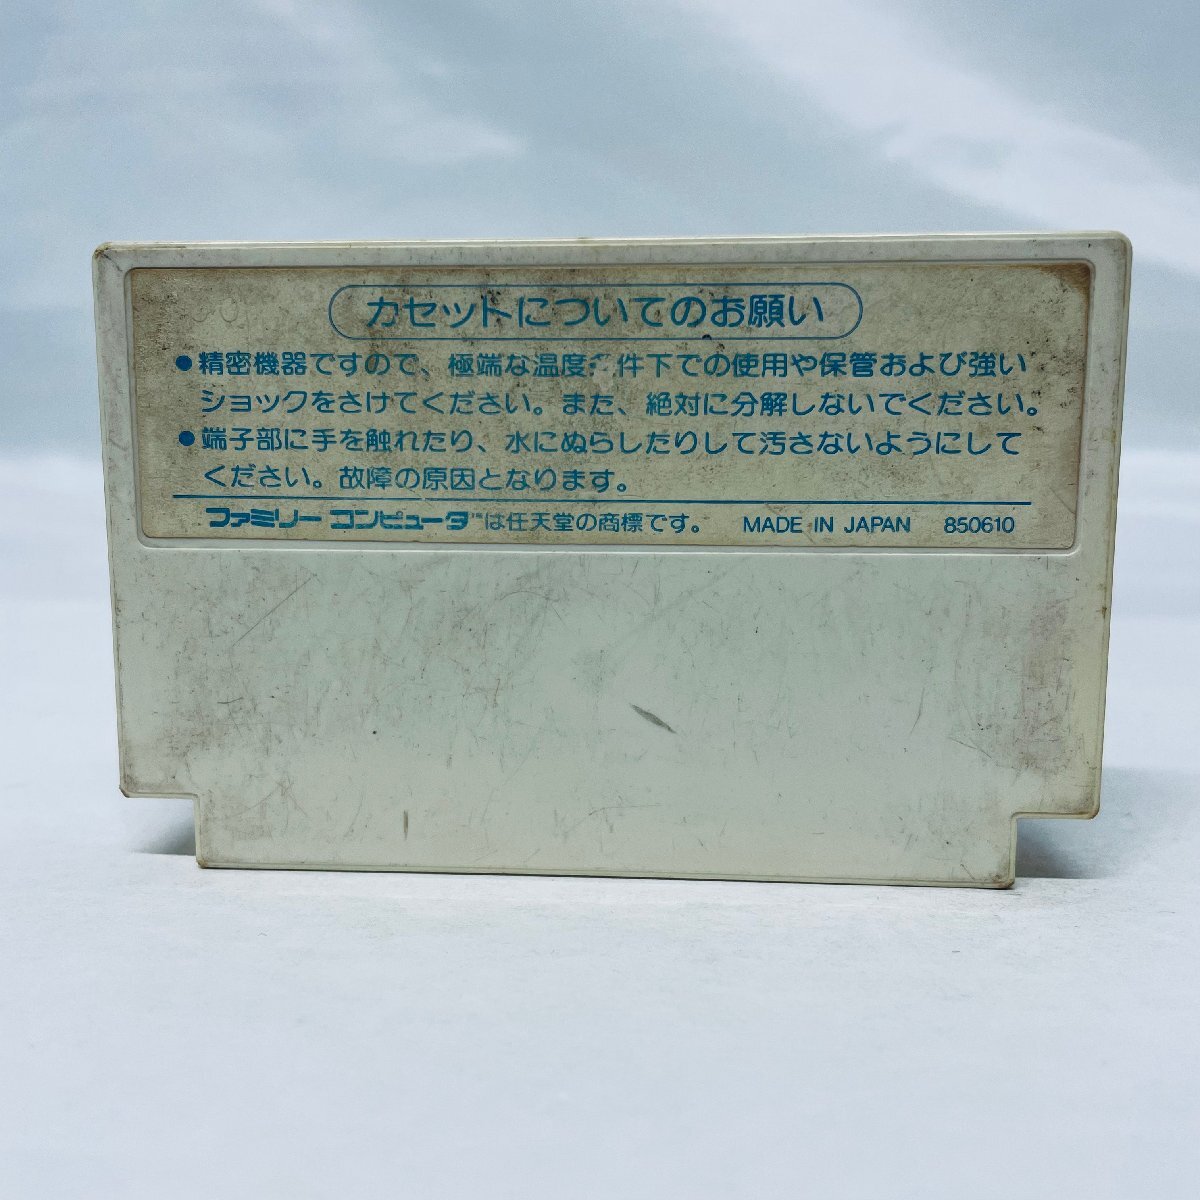 カセットについてのお願い
●精密機器ですので、極端な温度条件下での使用や保管および強い
ショックをさけてください。また、絶対に分解しないでください。
●端子部に手を触れたり、水にぬらしたりして汚さないようにして
ください。故障の原因となります。
ファミリーコンピュータ™は任天堂の商標です。 MADE IN JAPAN 850610